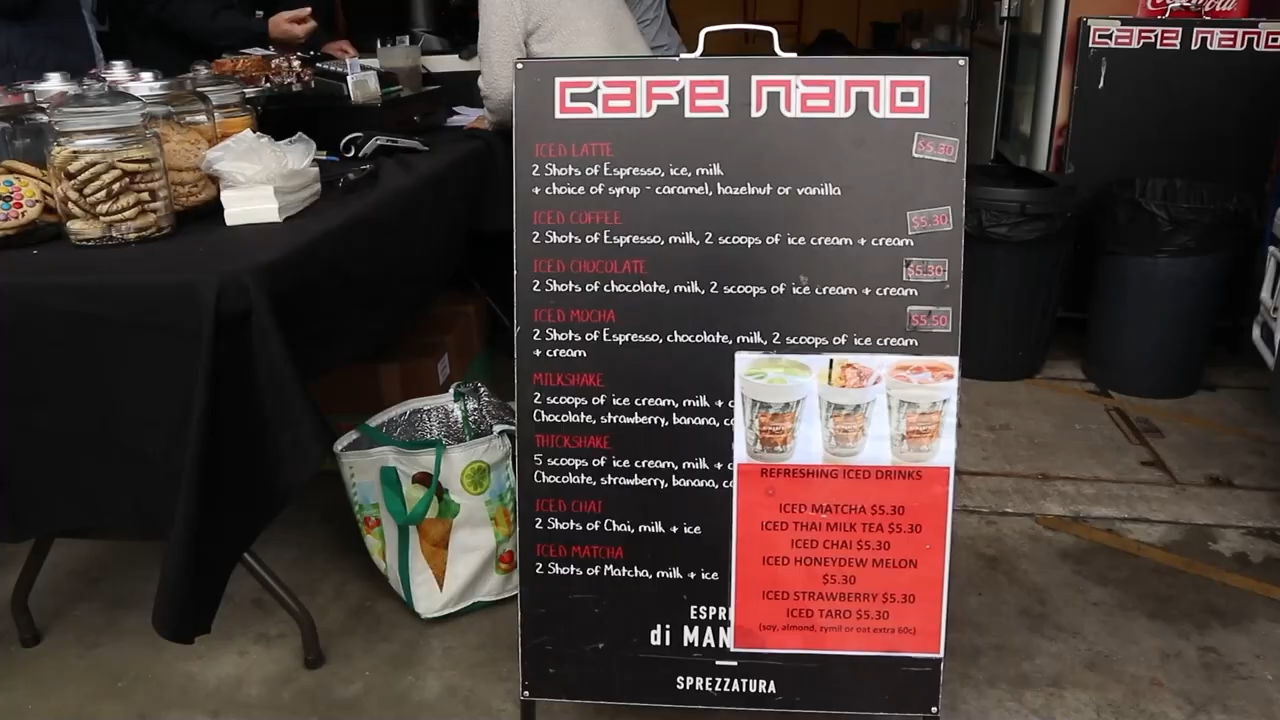 Coca-Cola
CAFE NANO
CAFE NANO
ICED LATTE $5.30
2 Shots of Espresso, ice, milk
+ choice of syrup - caramel, hazelnut or vanilla
ICED COFFEE $5.30
2 Shots of Espresso, milk, 2 scoops of ice cream + cream
ICED CHOCOLATE $5.30
2 Shots of chocolate, milk, 2 scoops of ice cream + cream
ICED MOCHA $5.50
2 Shots of Espresso, chocolate, milk, 2 scoops of ice cream
+ cream
MILKSHAKE
2 scoops of ice cream, milk +
Chocolate, strawberry, banana,
THICKSHAKE
5 scoops of ice cream, milk +
Chocolate, strawberry, banana,
ICED CHAI
2 Shots of Chai, milk + ice
ICED MATCHA
2 Shots of Matcha, milk + ice
ESPR
di MAN
SPREZZATURA
REFRESHING ICED DRINKS
ICED MATCHA $5.30
ICED THAI MILK TEA $5.30
ICED CHAI $5.30
ICED HONEYDEW MELON
$5.30
ICED STRAWBERRY $5.30
ICED TARO $5.30
(soy, almond, zymil or oat extra 60c)